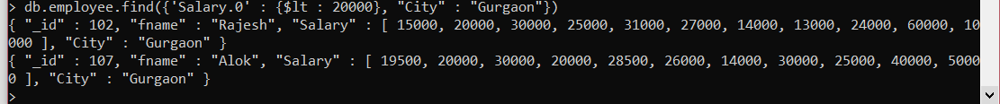 > db.employee.find({'Salary.0' : {$lt : 20000}, "City" : "Gurgaon"})
{ "_id" : 102, "fname" : "Rajesh", "Salary" : [ 15000, 20000, 30000, 25000, 31000, 27000, 14000, 13000, 24000, 60000, 10
000 ], "City" : "Gurgaon" }
{ "_id" : 107, "fname" : "Alok", "Salary" : [ 19500, 20000, 30000, 20000, 28500, 26000, 14000, 30000, 25000, 40000, 5000
0 ], "City" : "Gurgaon" }
>